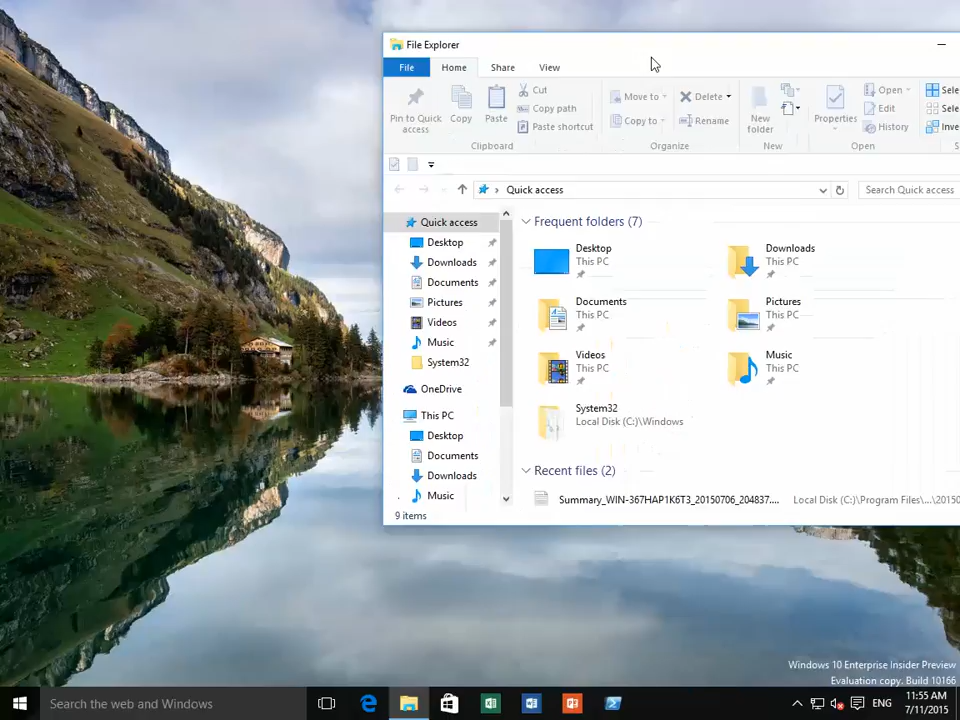 File Explorer
File Home Share View
Pin to Quick access
Copy
Paste
Cut
Copy path
Paste shortcut
Clipboard
Move to
Copy to
Delete
Rename
Organize
New folder
New
Properties
Open
Edit
History
Open
Sele
Sele
Inve
S
Quick access
Search Quick access
Quick access
Desktop
Downloads
Documents
Pictures
Videos
Music
System32
OneDrive
This PC
Desktop
Documents
Downloads
Music
Frequent folders (7)
Desktop
This PC
Downloads
This PC
Documents
This PC
Pictures
This PC
Videos
This PC
Music
This PC
System32
Local Disk (C:)\Windows
Recent files (2)
Summary_WIN-367HAP1K6T3_20150706_204837.... Local Disk (C:)\Program Files\...\20150
9 items
Windows 10 Enterprise Insider Preview
Evaluation copy. Build 10166
Search the web and Windows
ENG
11:55 AM
7/11/2015